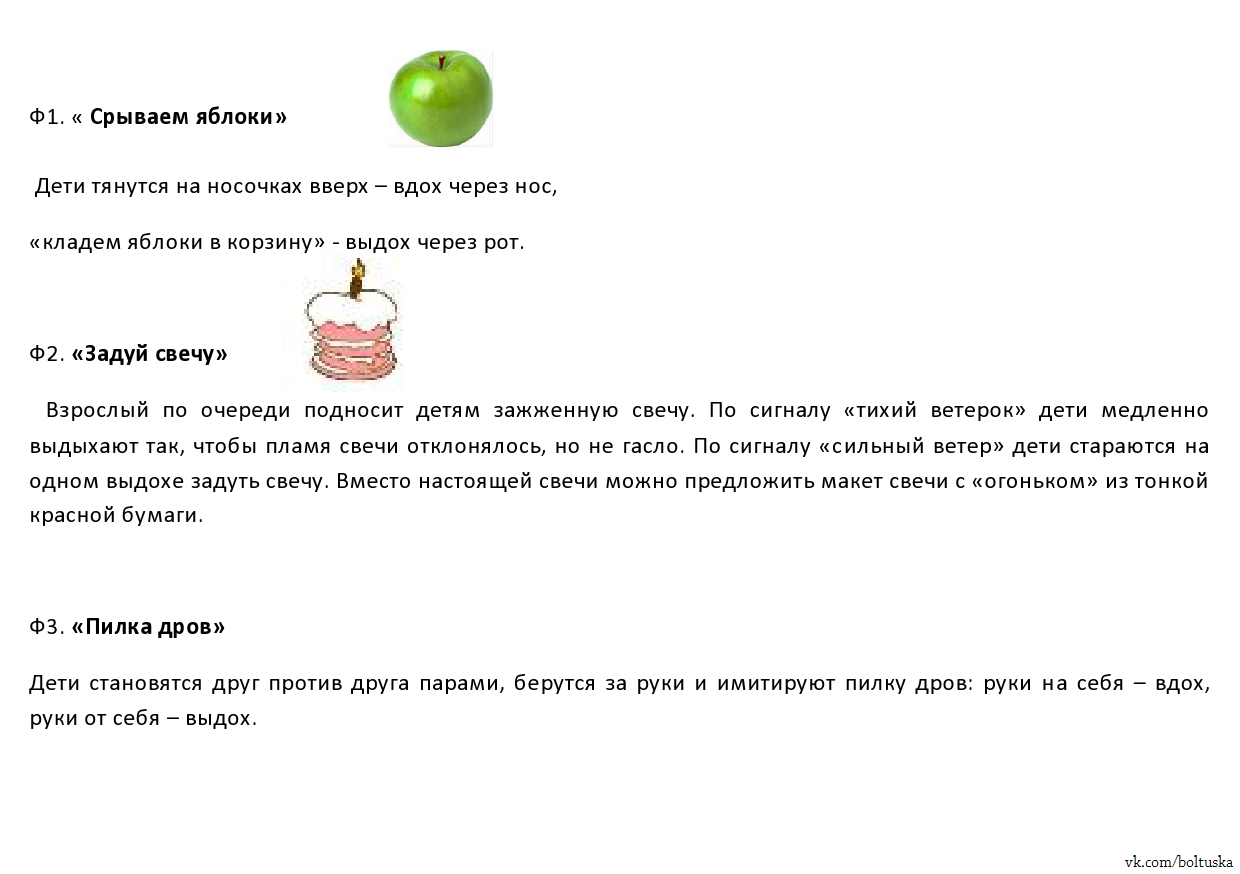 Ф1. « Срываем яблоки»
Дети тянутся на носочках вверх – вдох через нос,
«кладем яблоки в корзину» - выдох через рот.
Ф2. «Задуй свечу»
Взрослый по очереди подносит детям зажженную свечу. По сигналу «тихий ветерок» дети медленно
выдыхают так, чтобы пламя свечи отклонялось, но не гасло. По сигналу «сильный ветер» дети стараются на
одном выдохе задуть свечу. Вместо настоящей свечи можно предложить макет свечи с «огоньком» из тонкой
красной бумаги.
Ф3. «Пилка дров»
Дети становятся друг против друга парами, берутся за руки и имитируют пилку дров: руки на себя – вдох,
руки от себя – выдох.
vk.com/boltuska